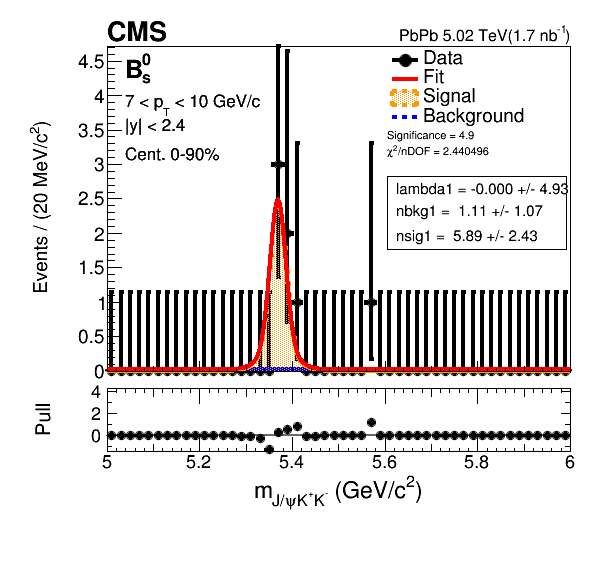 CMS
PbPb 5.02 TeV(1.7 nb⁻¹)
B⁰ₛ
7 < p_T < 10 GeV/c
|y| < 2.4
Cent. 0-90%
Data
Fit
Signal
Background
Significance = 4.9
χ²/nDOF = 2.440496
lambda1 = -0.000 +/- 4.93
nbkg1 = 1.11 +/- 1.07
nsig1 = 5.89 +/- 2.43
Events / (20 MeV/c²)
4.5
4
3.5
3
2.5
2
1.5
1
0.5
0
Pull
4
2
0
5 5.2 5.4 5.6 5.8 6
m_J/ψK⁺K⁻ (GeV/c²)